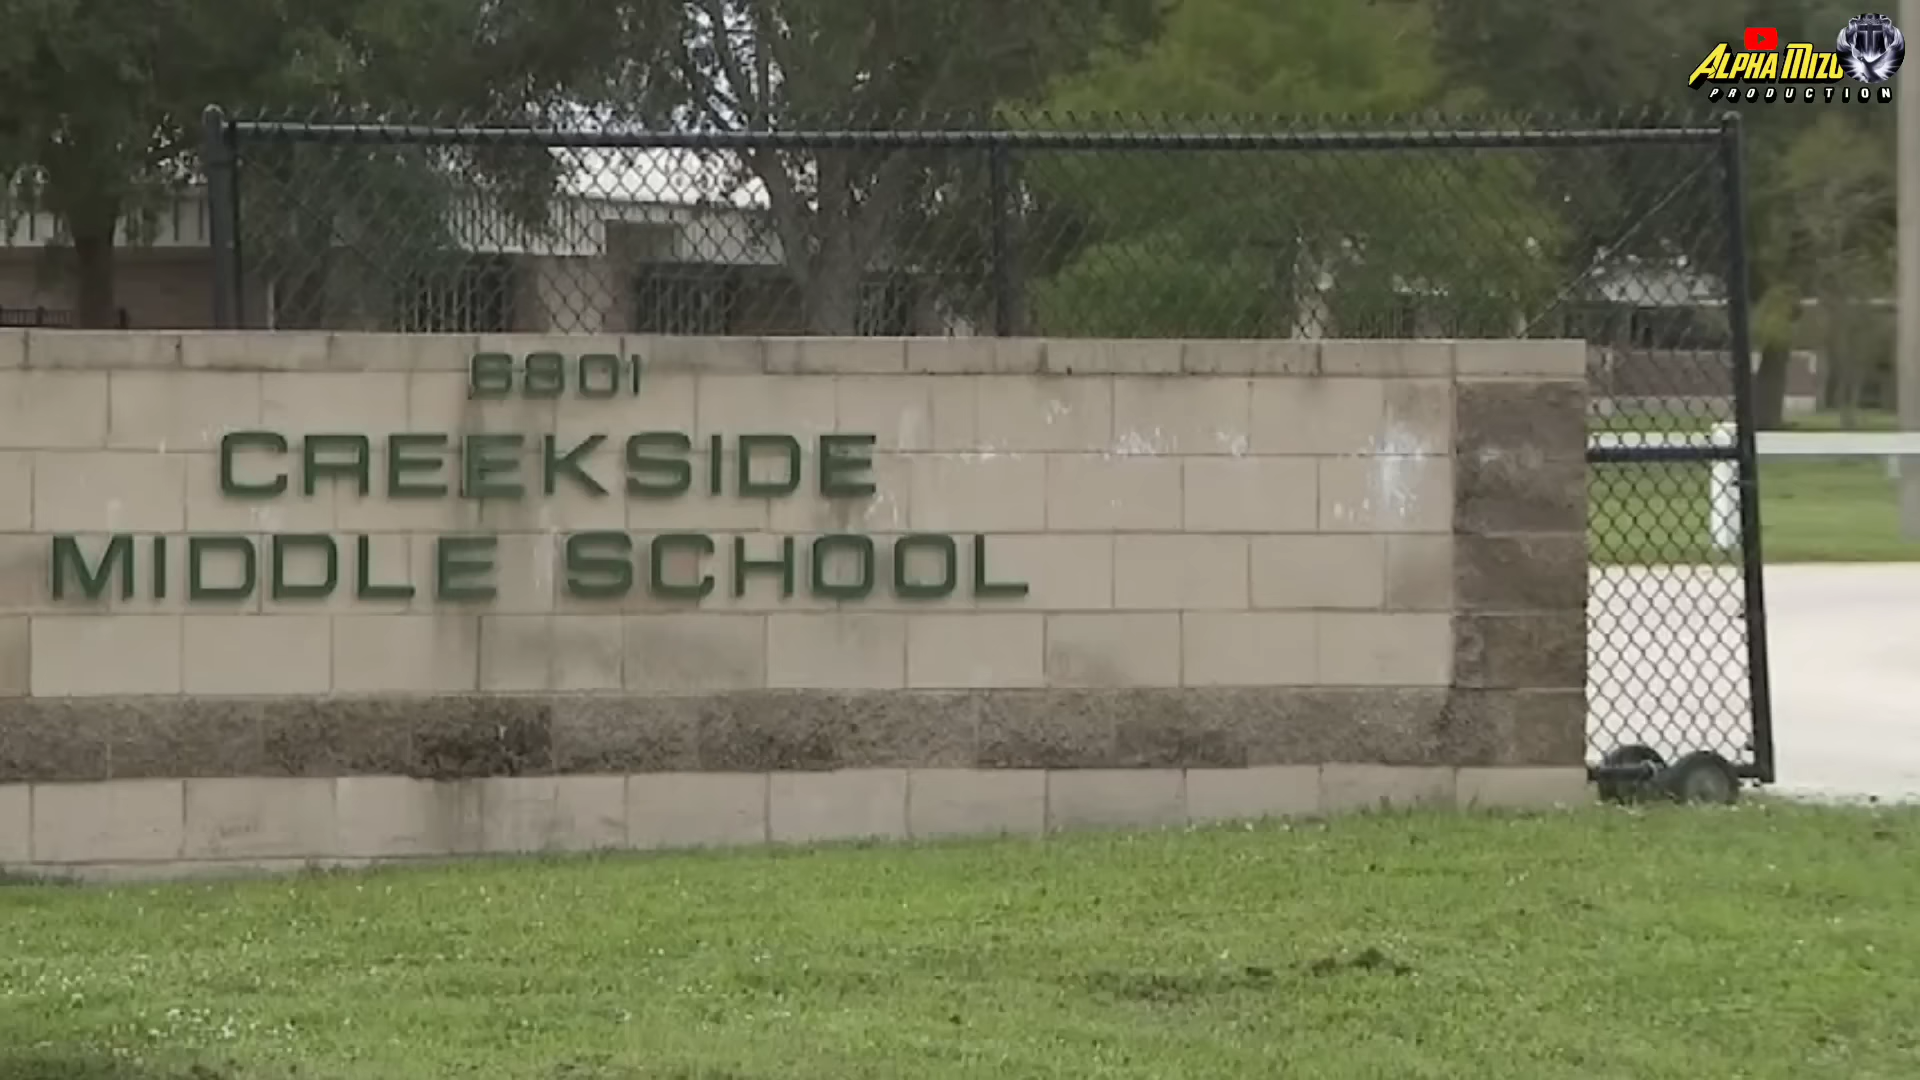 6801
CREEKSIDE
MIDDLE SCHOOL
ALPHA MIZU
PRODUCTION